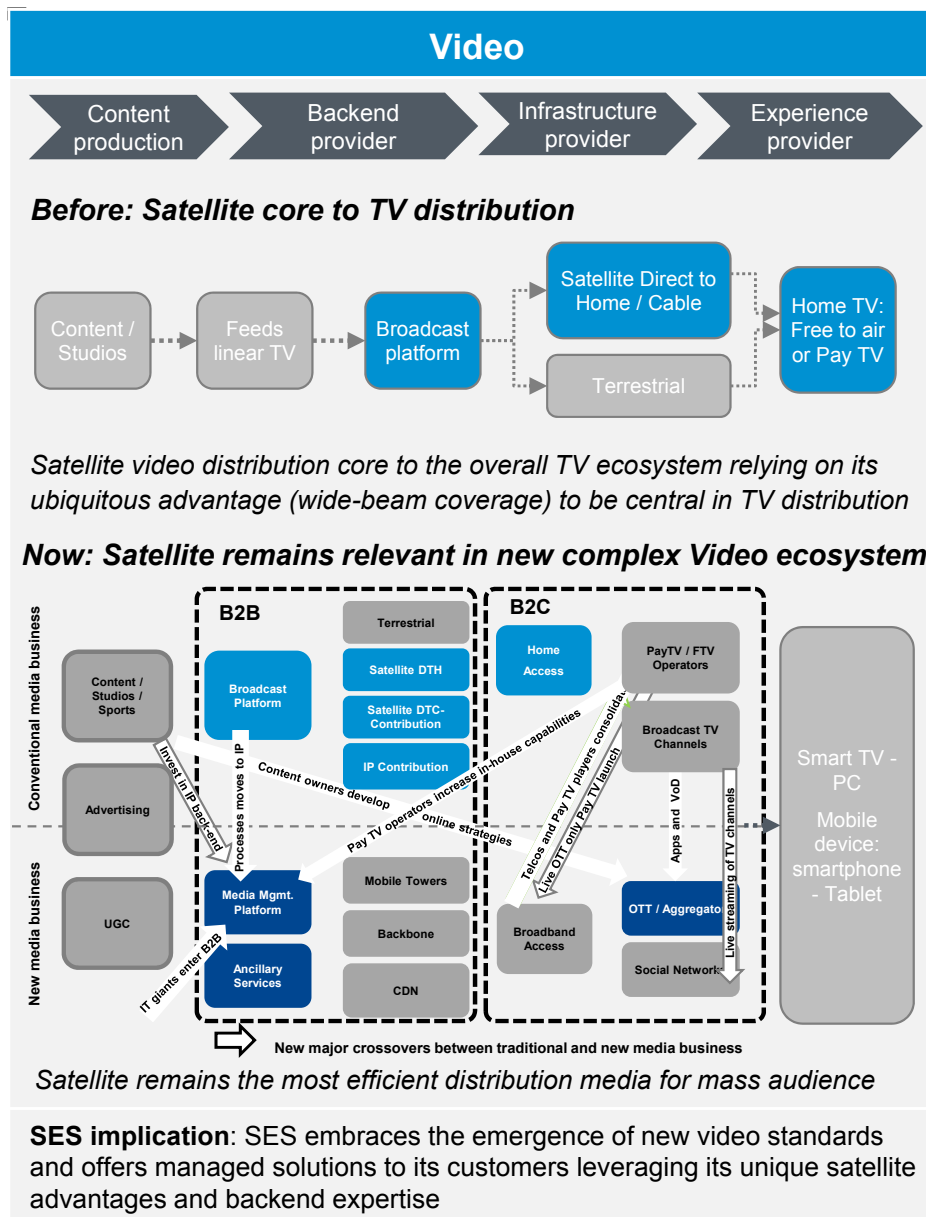 Video
Content
production
Backend
provider
Infrastructure
provider
Experience
provider
Before: Satellite core to TV distribution
Content /
Studios
Feeds
linear TV
Broadcast
platform
Satellite Direct to
Home / Cable
Terrestrial
Home TV:
Free to air
or Pay TV
Satellite video distribution core to the overall TV ecosystem relying on its
ubiquitous advantage (wide-beam coverage) to be central in TV distribution
Now: Satellite remains relevant in new complex Video ecosystem
Conventional media business
New media business
Content /
Studios /
Sports
Advertising
UGC
B2B
Broadcast
Platform
Terrestrial
Satellite DTH
Satellite DTC-
Contribution
IP Contribution
Media Mgmt.
Platform
Ancillary
Services
Mobile Towers
Backbone
CDN
B2C
Home
Access
PayTV / FTV
Operators
Broadcast TV
Channels
Broadband
Access
OTT / Aggregator
Social Networks
Invest in IP back-end
Processes moves to IP
Content owners develop
online strategies
Pay TV operators increase in-house capabilities
Telcos and Pay TV players consolidat
Live OTT only Pay TV launch
Apps and VoD
Live streaming of TV channels
IT giants enter B2B
Smart TV -
PC
Mobile
device:
smartphone
- Tablet
New major crossovers between traditional and new media business
Satellite remains the most efficient distribution media for mass audience
SES implication: SES embraces the emergence of new video standards
and offers managed solutions to its customers leveraging its unique satellite
advantages and backend expertise